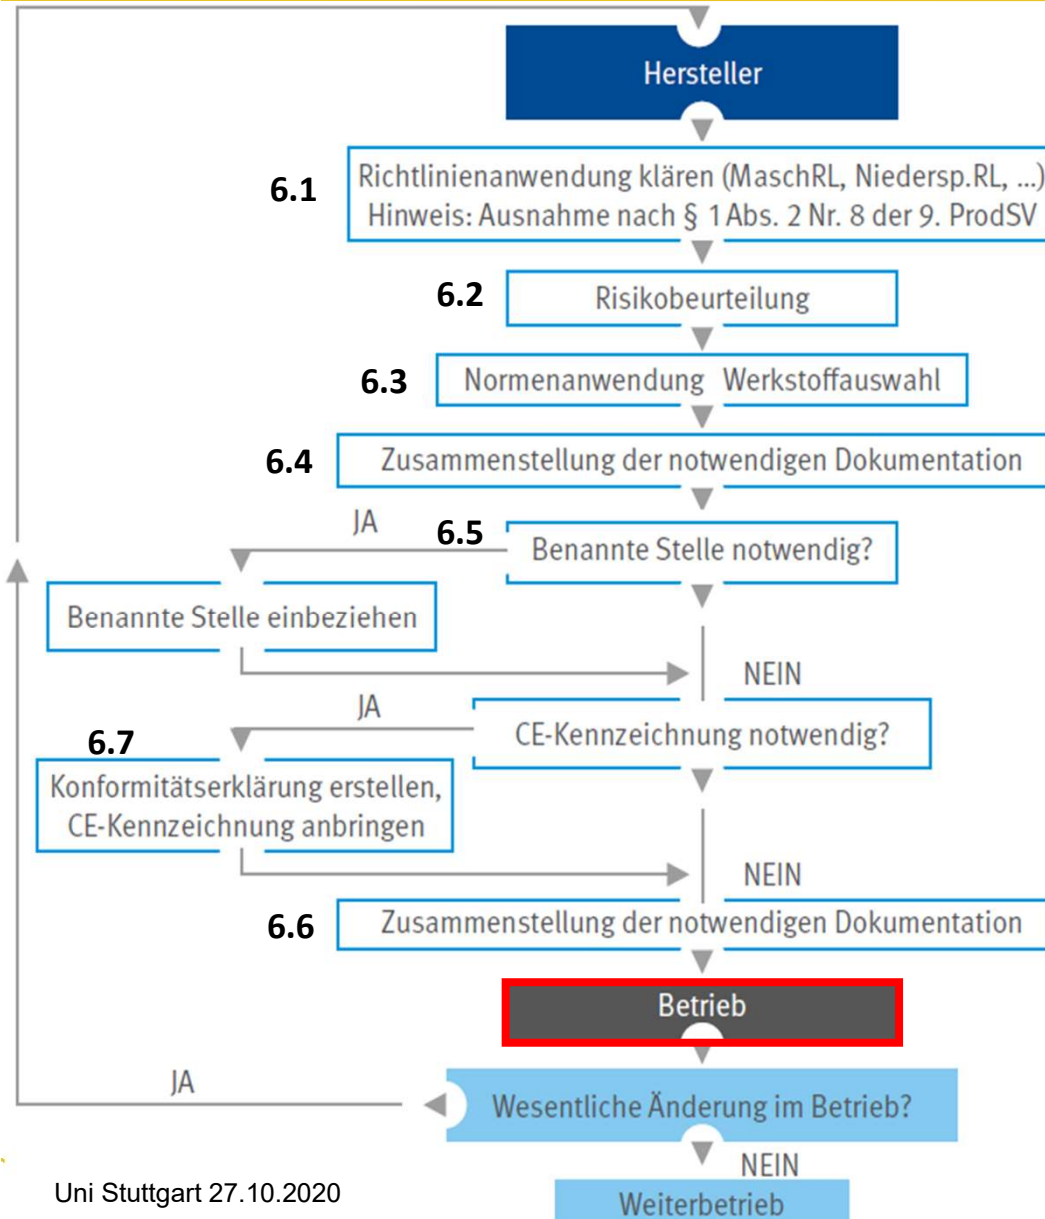 Hersteller
6.1
Richtlinienanwendung klären (MaschRL, Niedersp.RL, ...)
Hinweis: Ausnahme nach § 1 Abs. 2 Nr. 8 der 9. ProdSV
6.2
Risikobeurteilung
6.3
Normenanwendung Werkstoffauswahl
6.4
Zusammenstellung der notwendigen Dokumentation
JA
6.5
Benannte Stelle notwendig?
Benannte Stelle einbeziehen
NEIN
JA
CE-Kennzeichnung notwendig?
6.7
Konformitätserklärung erstellen,
CE-Kennzeichnung anbringen
NEIN
6.6
Zusammenstellung der notwendigen Dokumentation
Betrieb
JA
Wesentliche Änderung im Betrieb?
NEIN
Uni Stuttgart 27.10.2020
Weiterbetrieb